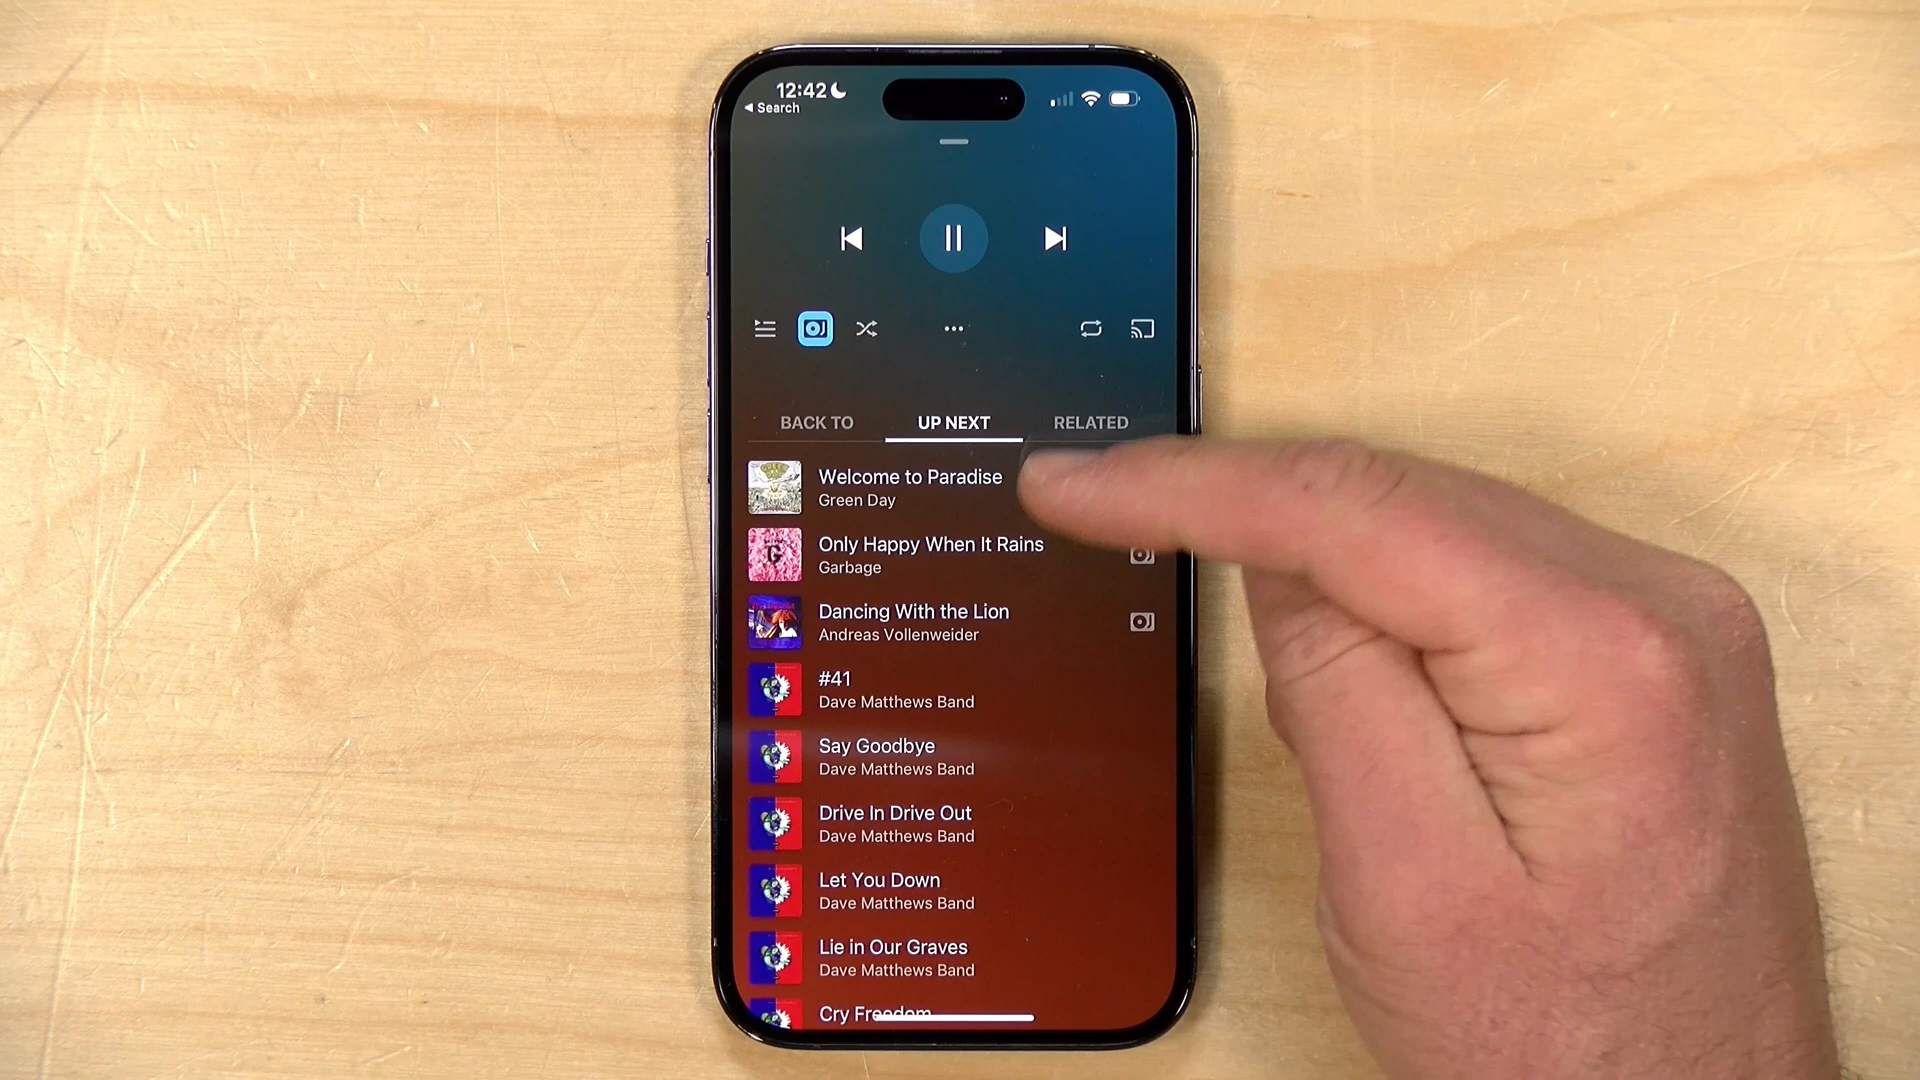 12:42
Search
BACK TO
UP NEXT
RELATED
Welcome to Paradise
Green Day
G
Only Happy When It Rains
Garbage
Dancing With the Lion
Andreas Vollenweider
#41
Dave Matthews Band
Say Goodbye
Dave Matthews Band
Drive In Drive Out
Dave Matthews Band
Let You Down
Dave Matthews Band
Lie in Our Graves
Dave Matthews Band
Cry Freedom